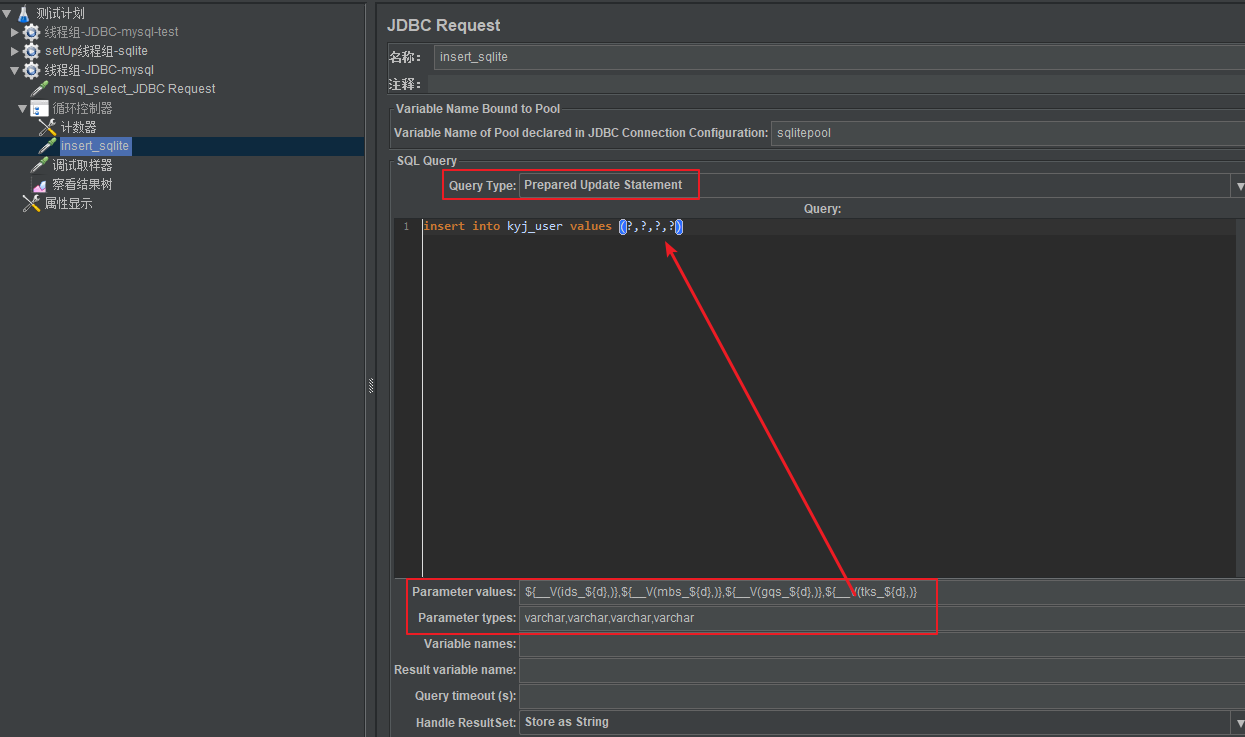 测试计划
线程组-JDBC-mysql-test
setUp线程组-sqlite
线程组-JDBC-mysql
mysql_select_JDBC Request
循环控制器
计数器
insert_sqlite
调试取样器
察看结果树
属性显示
JDBC Request
名称： insert_sqlite
注释：
Variable Name Bound to Pool
Variable Name of Pool declared in JDBC Connection Configuration: sqlitepool
SQL Query
Query Type: Prepared Update Statement
Query:
1 insert into kyj_user values (?,?,?,?)
Parameter values: ${__V(ids_${d},)},${__V(mbs_${d},)},${__V(gqs_${d},)},${__V(tks_${d},)}
Parameter types: varchar,varchar,varchar,varchar
Variable names:
Result variable name:
Query timeout (s):
Handle ResultSet: Store as String